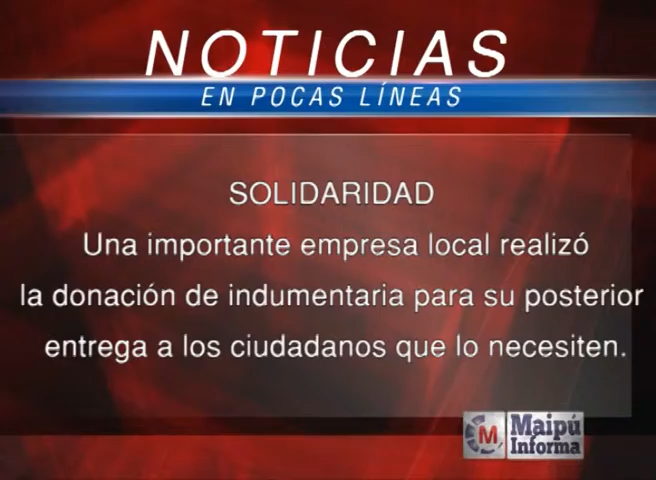 NOTICIAS
EN POCAS LÍNEAS
SOLIDARIDAD
Una importante empresa local realizó
la donación de indumentaria para su posterior
entrega a los ciudadanos que lo necesiten.
M
Maipú
Informa